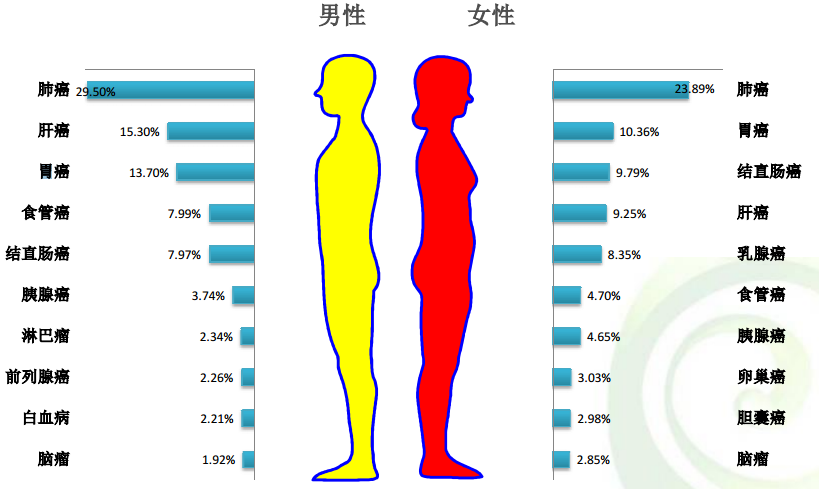 男性 女性
肺癌 29.50% 23.89% 肺癌
肝癌 15.30% 10.36% 胃癌
胃癌 13.70% 9.79% 结直肠癌
食管癌 7.99% 9.25% 肝癌
结直肠癌 7.97% 8.35% 乳腺癌
胰腺癌 3.74% 4.70% 食管癌
淋巴瘤 2.34% 4.65% 胰腺癌
前列腺癌 2.26% 3.03% 卵巢癌
白血病 2.21% 2.98% 胆囊癌
脑瘤 1.92% 2.85% 脑瘤